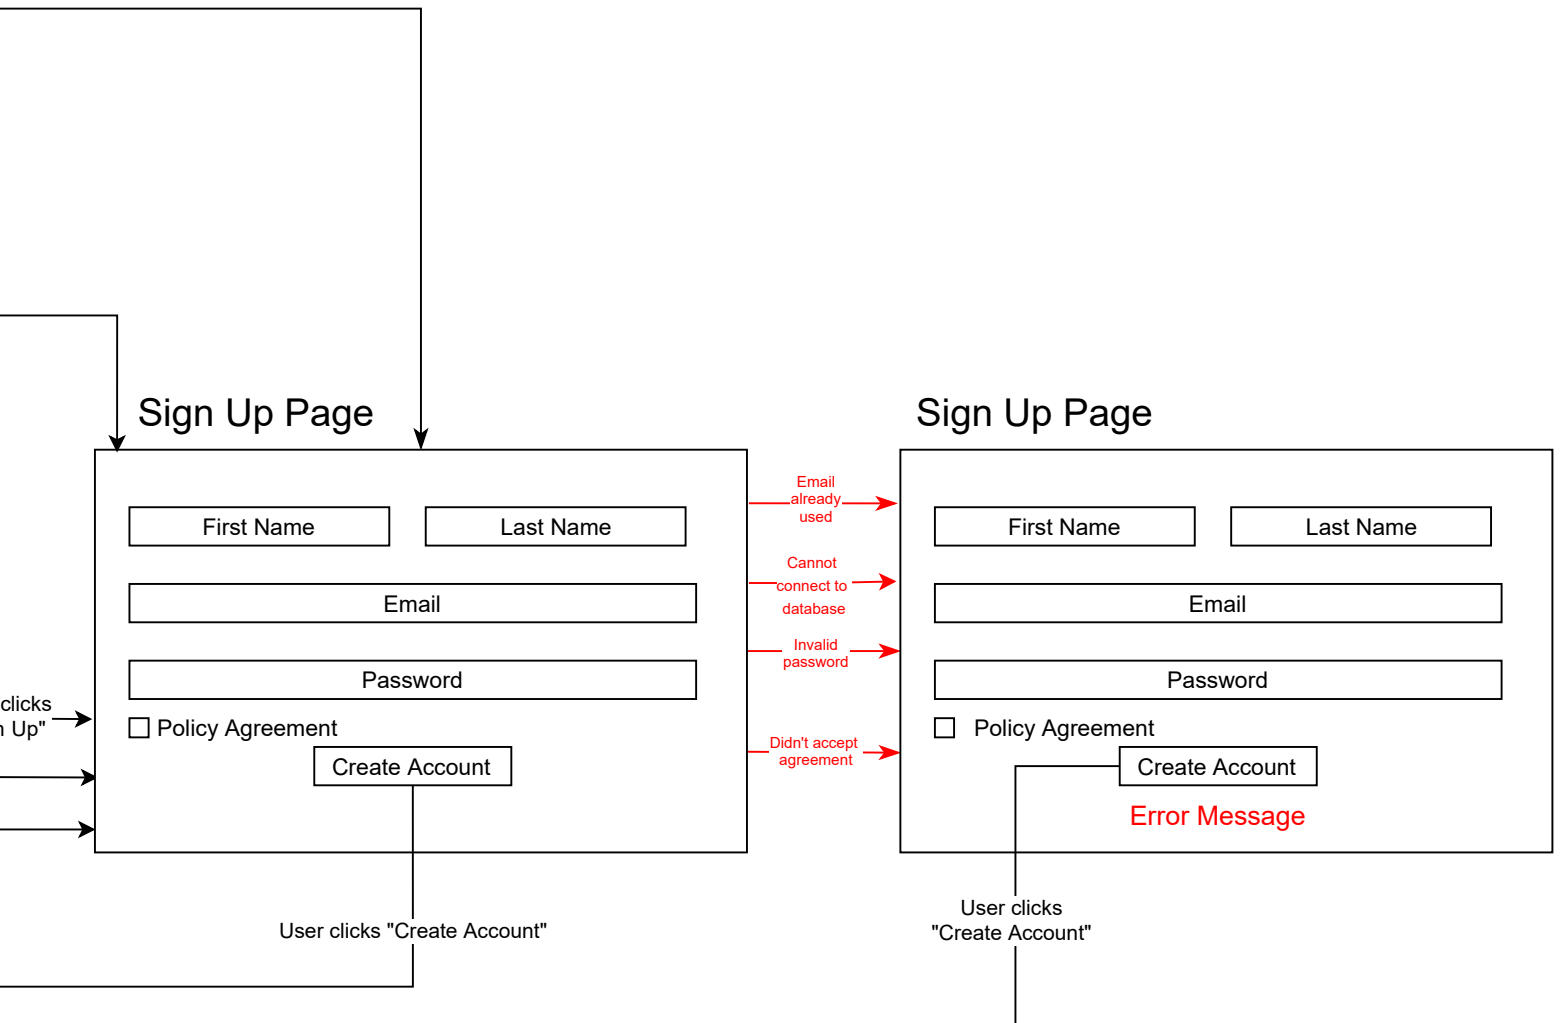 Sign Up Page
First Name
Last Name
Email
Password
clicks
Up"
Policy Agreement
Create Account
User clicks "Create Account"
Email
already
used
Cannot
connect to
database
Invalid
password
Didn't accept
agreement
Sign Up Page
First Name
Last Name
Email
Password
Policy Agreement
Create Account
Error Message
User clicks
"Create Account"